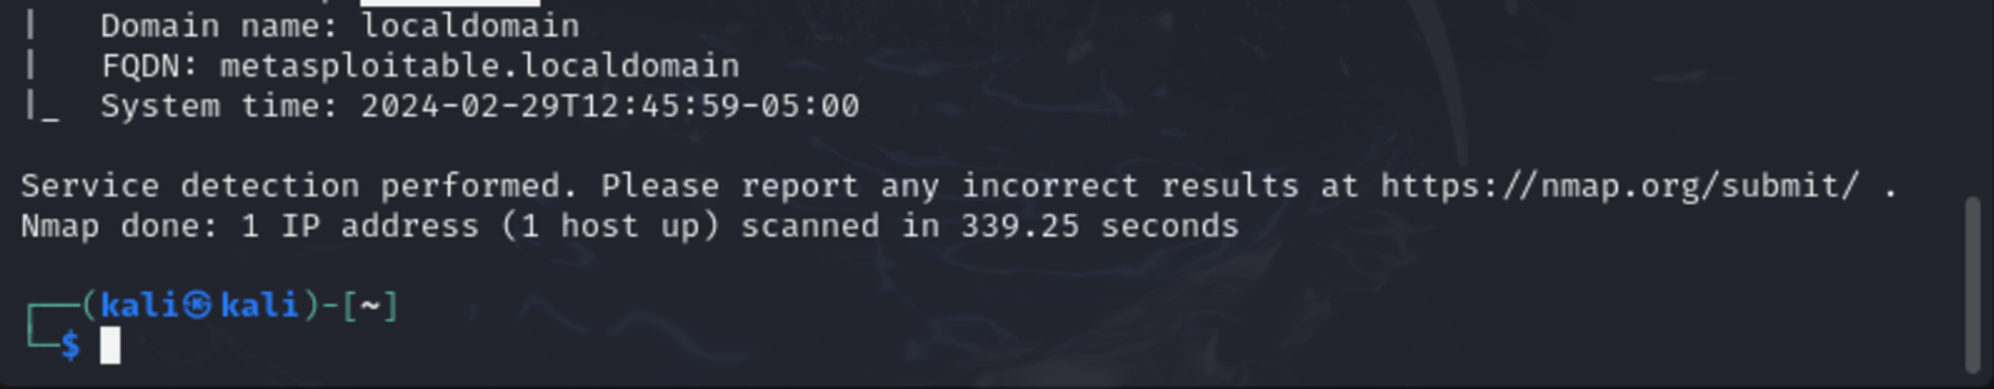 |   Domain name: localdomain
|   FQDN: metasploitable.localdomain
|_  System time: 2024-02-29T12:45:59-05:00
Service detection performed. Please report any incorrect results at https://nmap.org/submit/ .
Nmap done: 1 IP address (1 host up) scanned in 339.25 seconds
┌──(kali㉿kali)-[~]
└─$